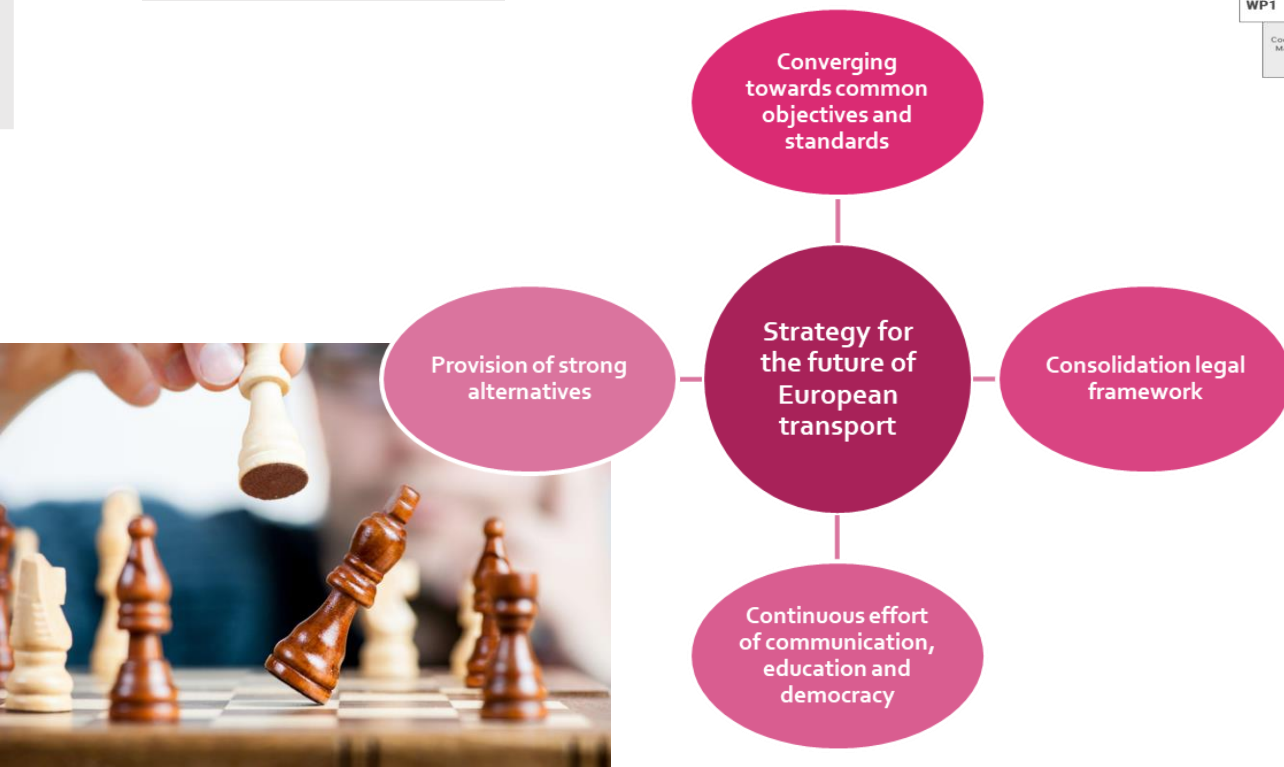 WP1
Converging
towards common
objectives and
standards
Provision of strong
alternatives
Strategy for
the future of
European
transport
Consolidation legal
framework
Continuous effort
of communication,
education and
democracy